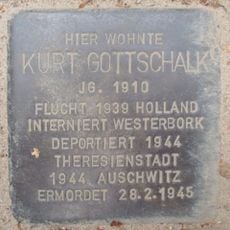 HIER WOHNTE
KURT GOTTSCHALK
JG. 1910
FLUCHT 1939 HOLLAND
INTERNIERT WESTERBORK
DEPORTIERT 1944
THERESIENSTADT
1944 AUSCHWITZ
ERMORDET 28.2.1945